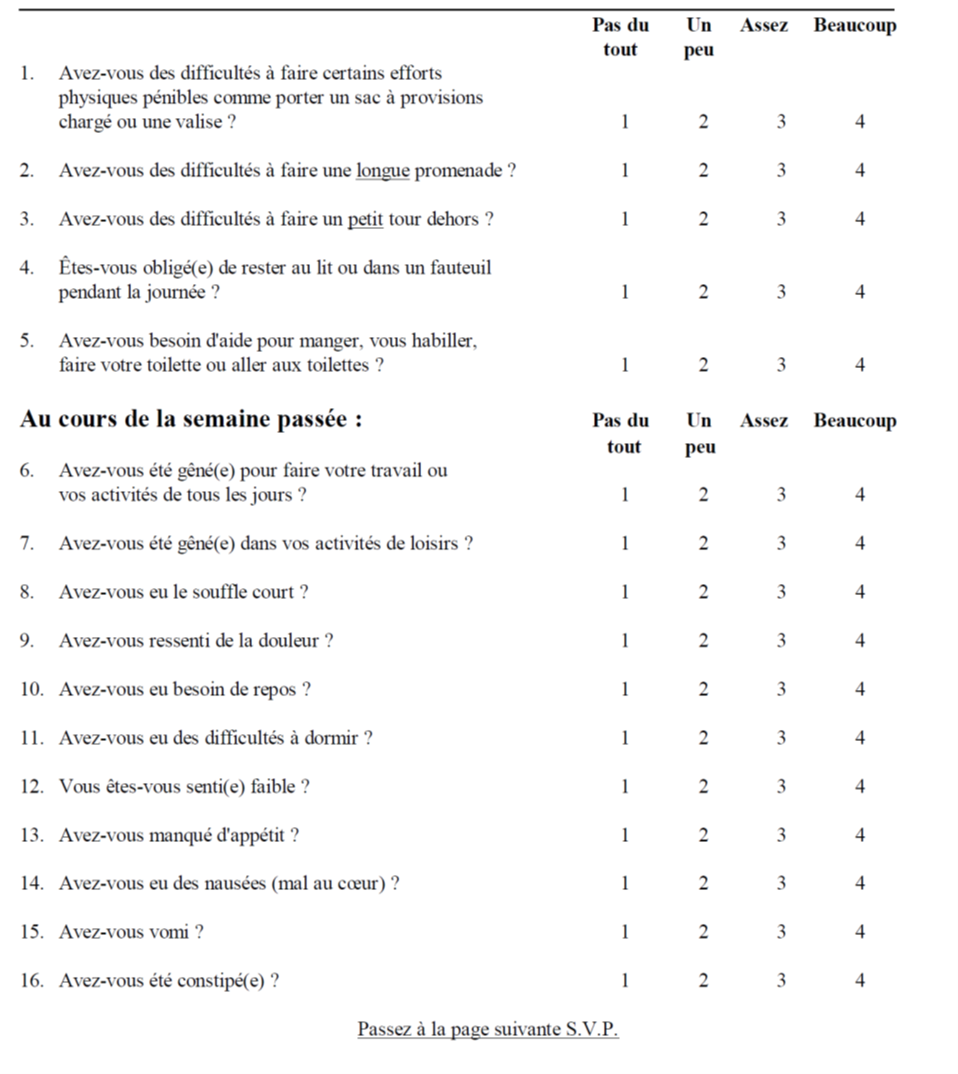 Pas du Un Assez Beaucoup
tout peu
1. Avez-vous des difficultés à faire certains efforts
physiques pénibles comme porter un sac à provisions
chargé ou une valise ? 1 2 3 4
2. Avez-vous des difficultés à faire une longue promenade ? 1 2 3 4
3. Avez-vous des difficultés à faire un petit tour dehors ? 1 2 3 4
4. Êtes-vous obligé(e) de rester au lit ou dans un fauteuil
pendant la journée ? 1 2 3 4
5. Avez-vous besoin d'aide pour manger, vous habiller,
faire votre toilette ou aller aux toilettes ? 1 2 3 4
Au cours de la semaine passée : Pas du Un Assez Beaucoup
tout peu
6. Avez-vous été gêné(e) pour faire votre travail ou
vos activités de tous les jours ? 1 2 3 4
7. Avez-vous été gêné(e) dans vos activités de loisirs ? 1 2 3 4
8. Avez-vous eu le souffle court ? 1 2 3 4
9. Avez-vous ressenti de la douleur ? 1 2 3 4
10. Avez-vous eu besoin de repos ? 1 2 3 4
11. Avez-vous eu des difficultés à dormir ? 1 2 3 4
12. Vous êtes-vous senti(e) faible ? 1 2 3 4
13. Avez-vous manqué d'appétit ? 1 2 3 4
14. Avez-vous eu des nausées (mal au cœur) ? 1 2 3 4
15. Avez-vous vomi ? 1 2 3 4
16. Avez-vous été constipé(e) ? 1 2 3 4
Passez à la page suivante S.V.P.